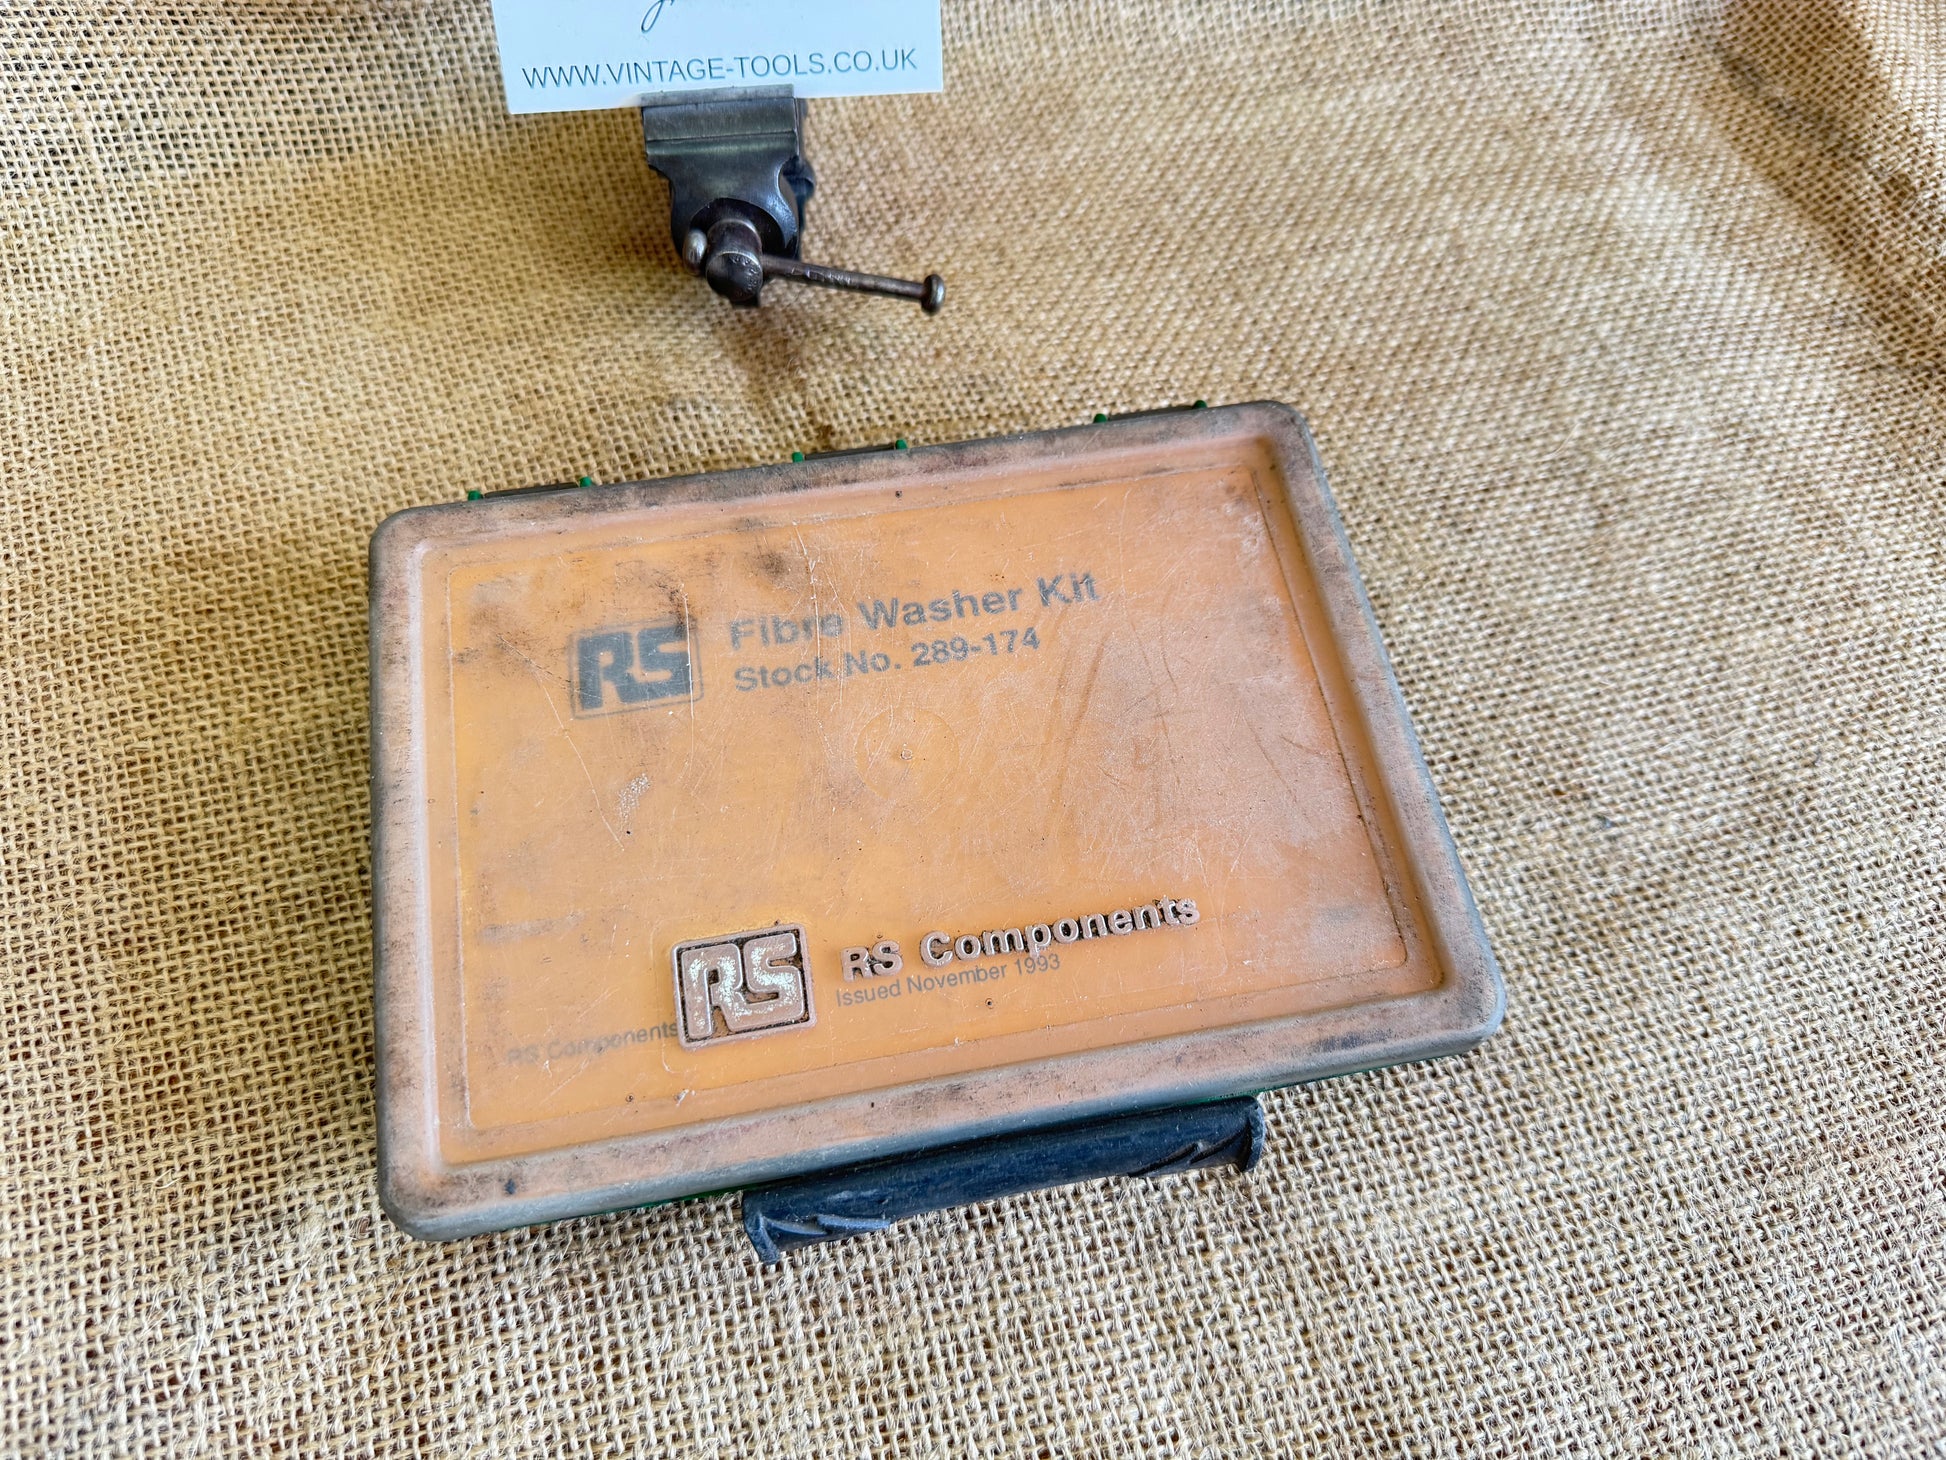 WWW.VINTAGE-TOOLS.CO.UK
RS
Fibre Washer Kit
Stock No. 289-174
RS
RS Components
Issued November 1993
RS Components